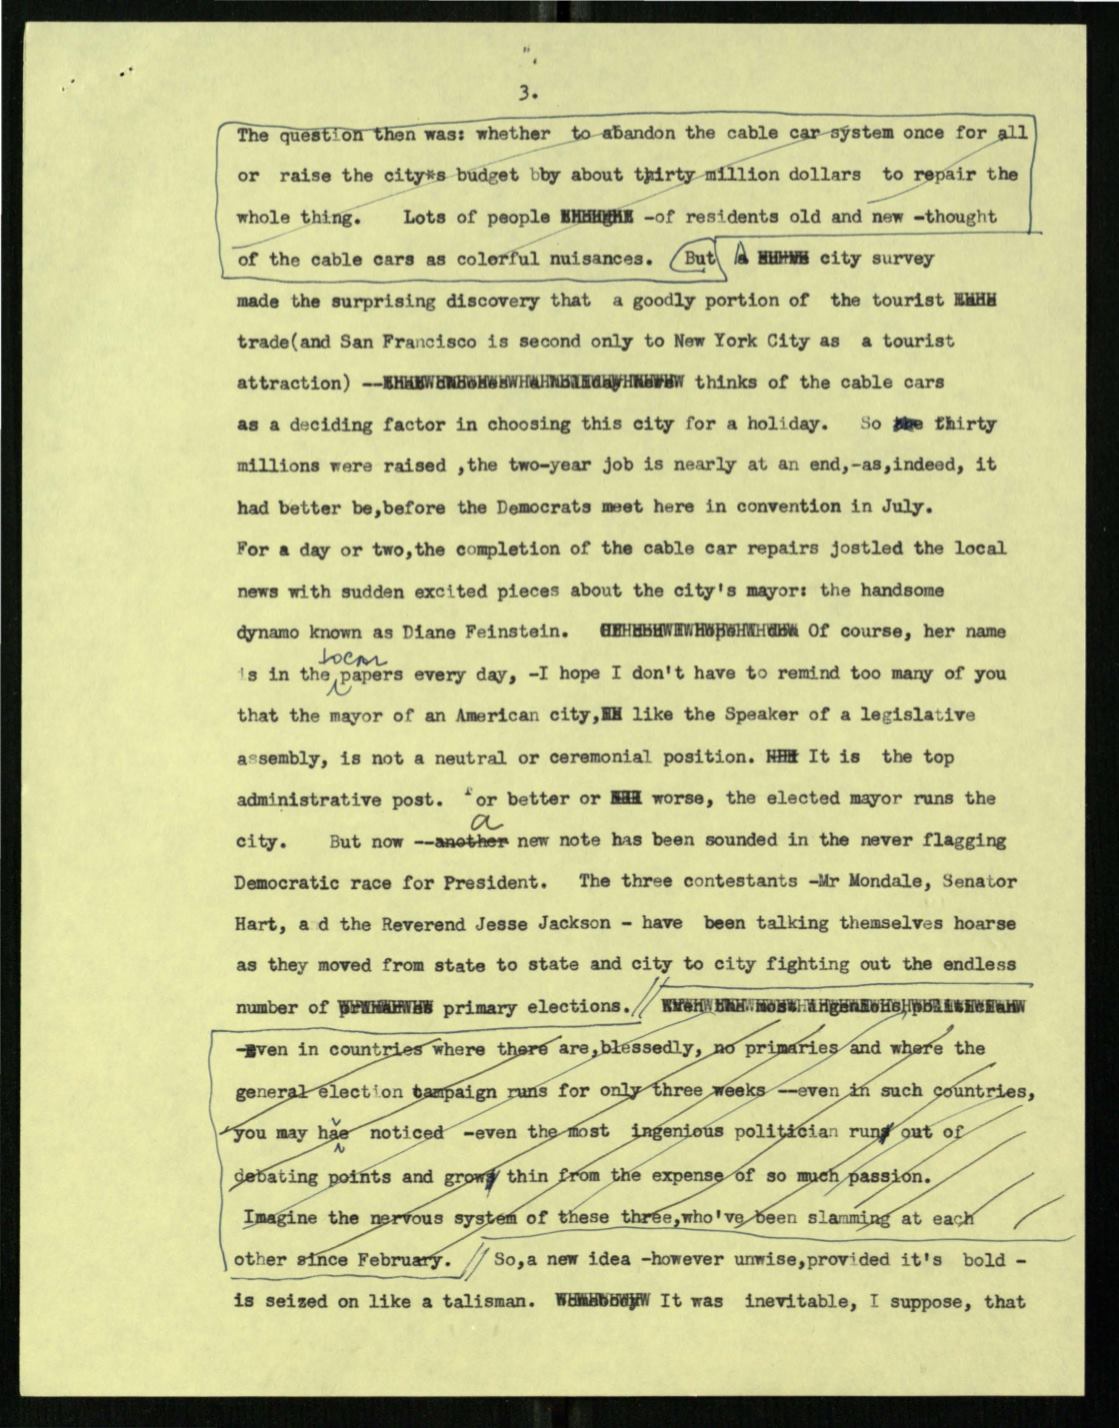 3.
The question then was: whether to abandon the cable car system once for all
or raise the city*s budget bby about thirty million dollars to repair the
whole thing. Lots of people -of residents old and new -thought
of the cable cars as colorful nuisances. But A city survey
made the surprising discovery that a goodly portion of the tourist
trade(and San Francisco is second only to New York City as a tourist
attraction) -- thinks of the cable cars
as a deciding factor in choosing this city for a holiday. So thirty
millions were raised ,the two-year job is nearly at an end,-as,indeed, it
had better be,before the Democrats meet here in convention in July.
For a day or two,the completion of the cable car repairs jostled the local
news with sudden excited pieces about the city's mayor: the handsome
dynamo known as Diane Feinstein. Of course, her name
local
is in the papers every day, -I hope I don't have to remind too many of you
that the mayor of an American city, like the Speaker of a legislative
assembly, is not a neutral or ceremonial position. It is the top
administrative post. or better or worse, the elected mayor runs the
a
city. But now --another new note has been sounded in the never flagging
Democratic race for President. The three contestants -Mr Mondale, Senator
Hart, a d the Reverend Jesse Jackson - have been talking themselves hoarse
as they moved from state to state and city to city fighting out the endless
number of primary elections. // Even the most ingenious politician
-even in countries where there are,blessedly, no primaries and where the
general election campaign runs for only three weeks --even in such countries,
you may have noticed -even the most ingenious politician runs out of
debating points and grows thin from the expense of so much passion.
Imagine the nervous system of these three,who've been slamming at each
other since February. // So,a new idea -however unwise,provided it's bold -
is seized on like a talisman. It was inevitable, I suppose, that